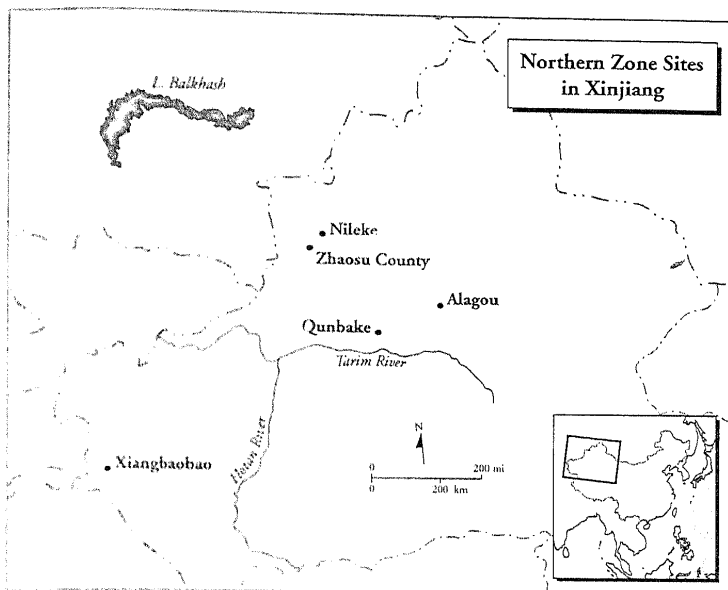 Northern Zone Sites
in Xinjiang
L. Balkhash
Nileke
Zhaosu County
Alagou
Qunbake
Tarim River
Hotan River
Xiangbaobao
N
0 200 mi
0 200 km